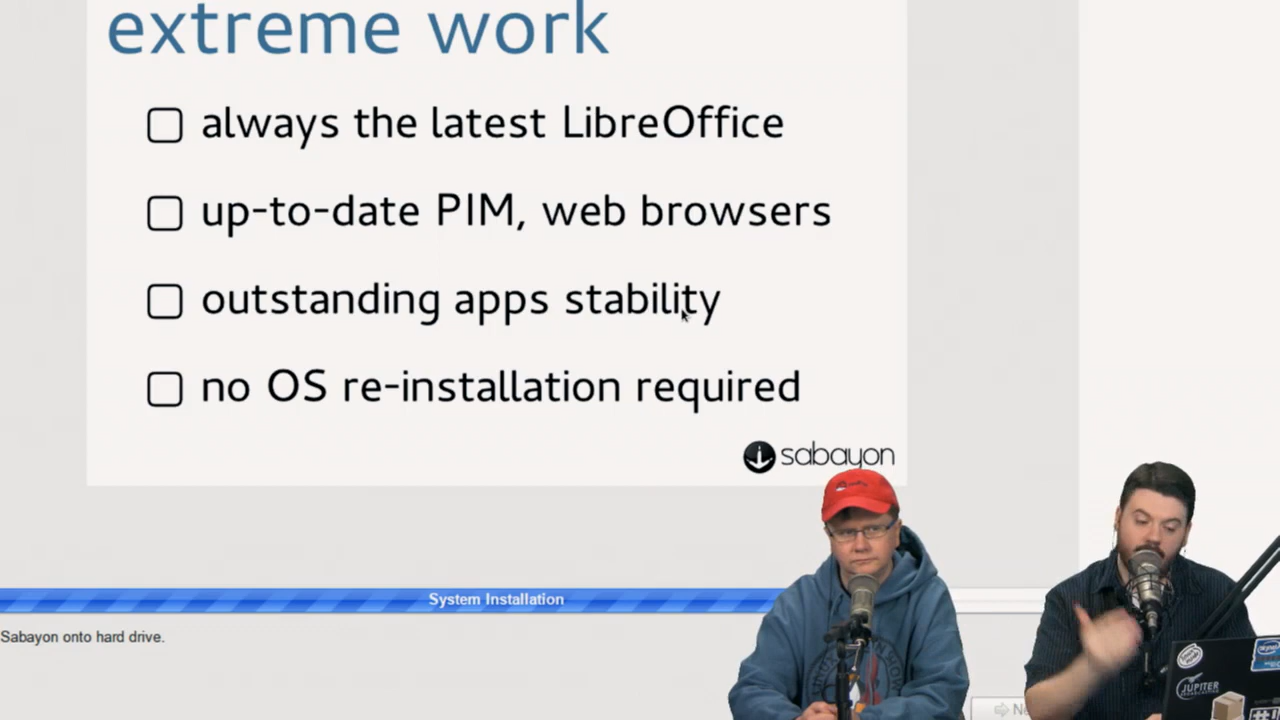 extreme work
always the latest LibreOffice
up-to-date PIM, web browsers
outstanding apps stability
no OS re-installation required
sabayon
System Installation
Sabayon onto hard drive.
JUPITER